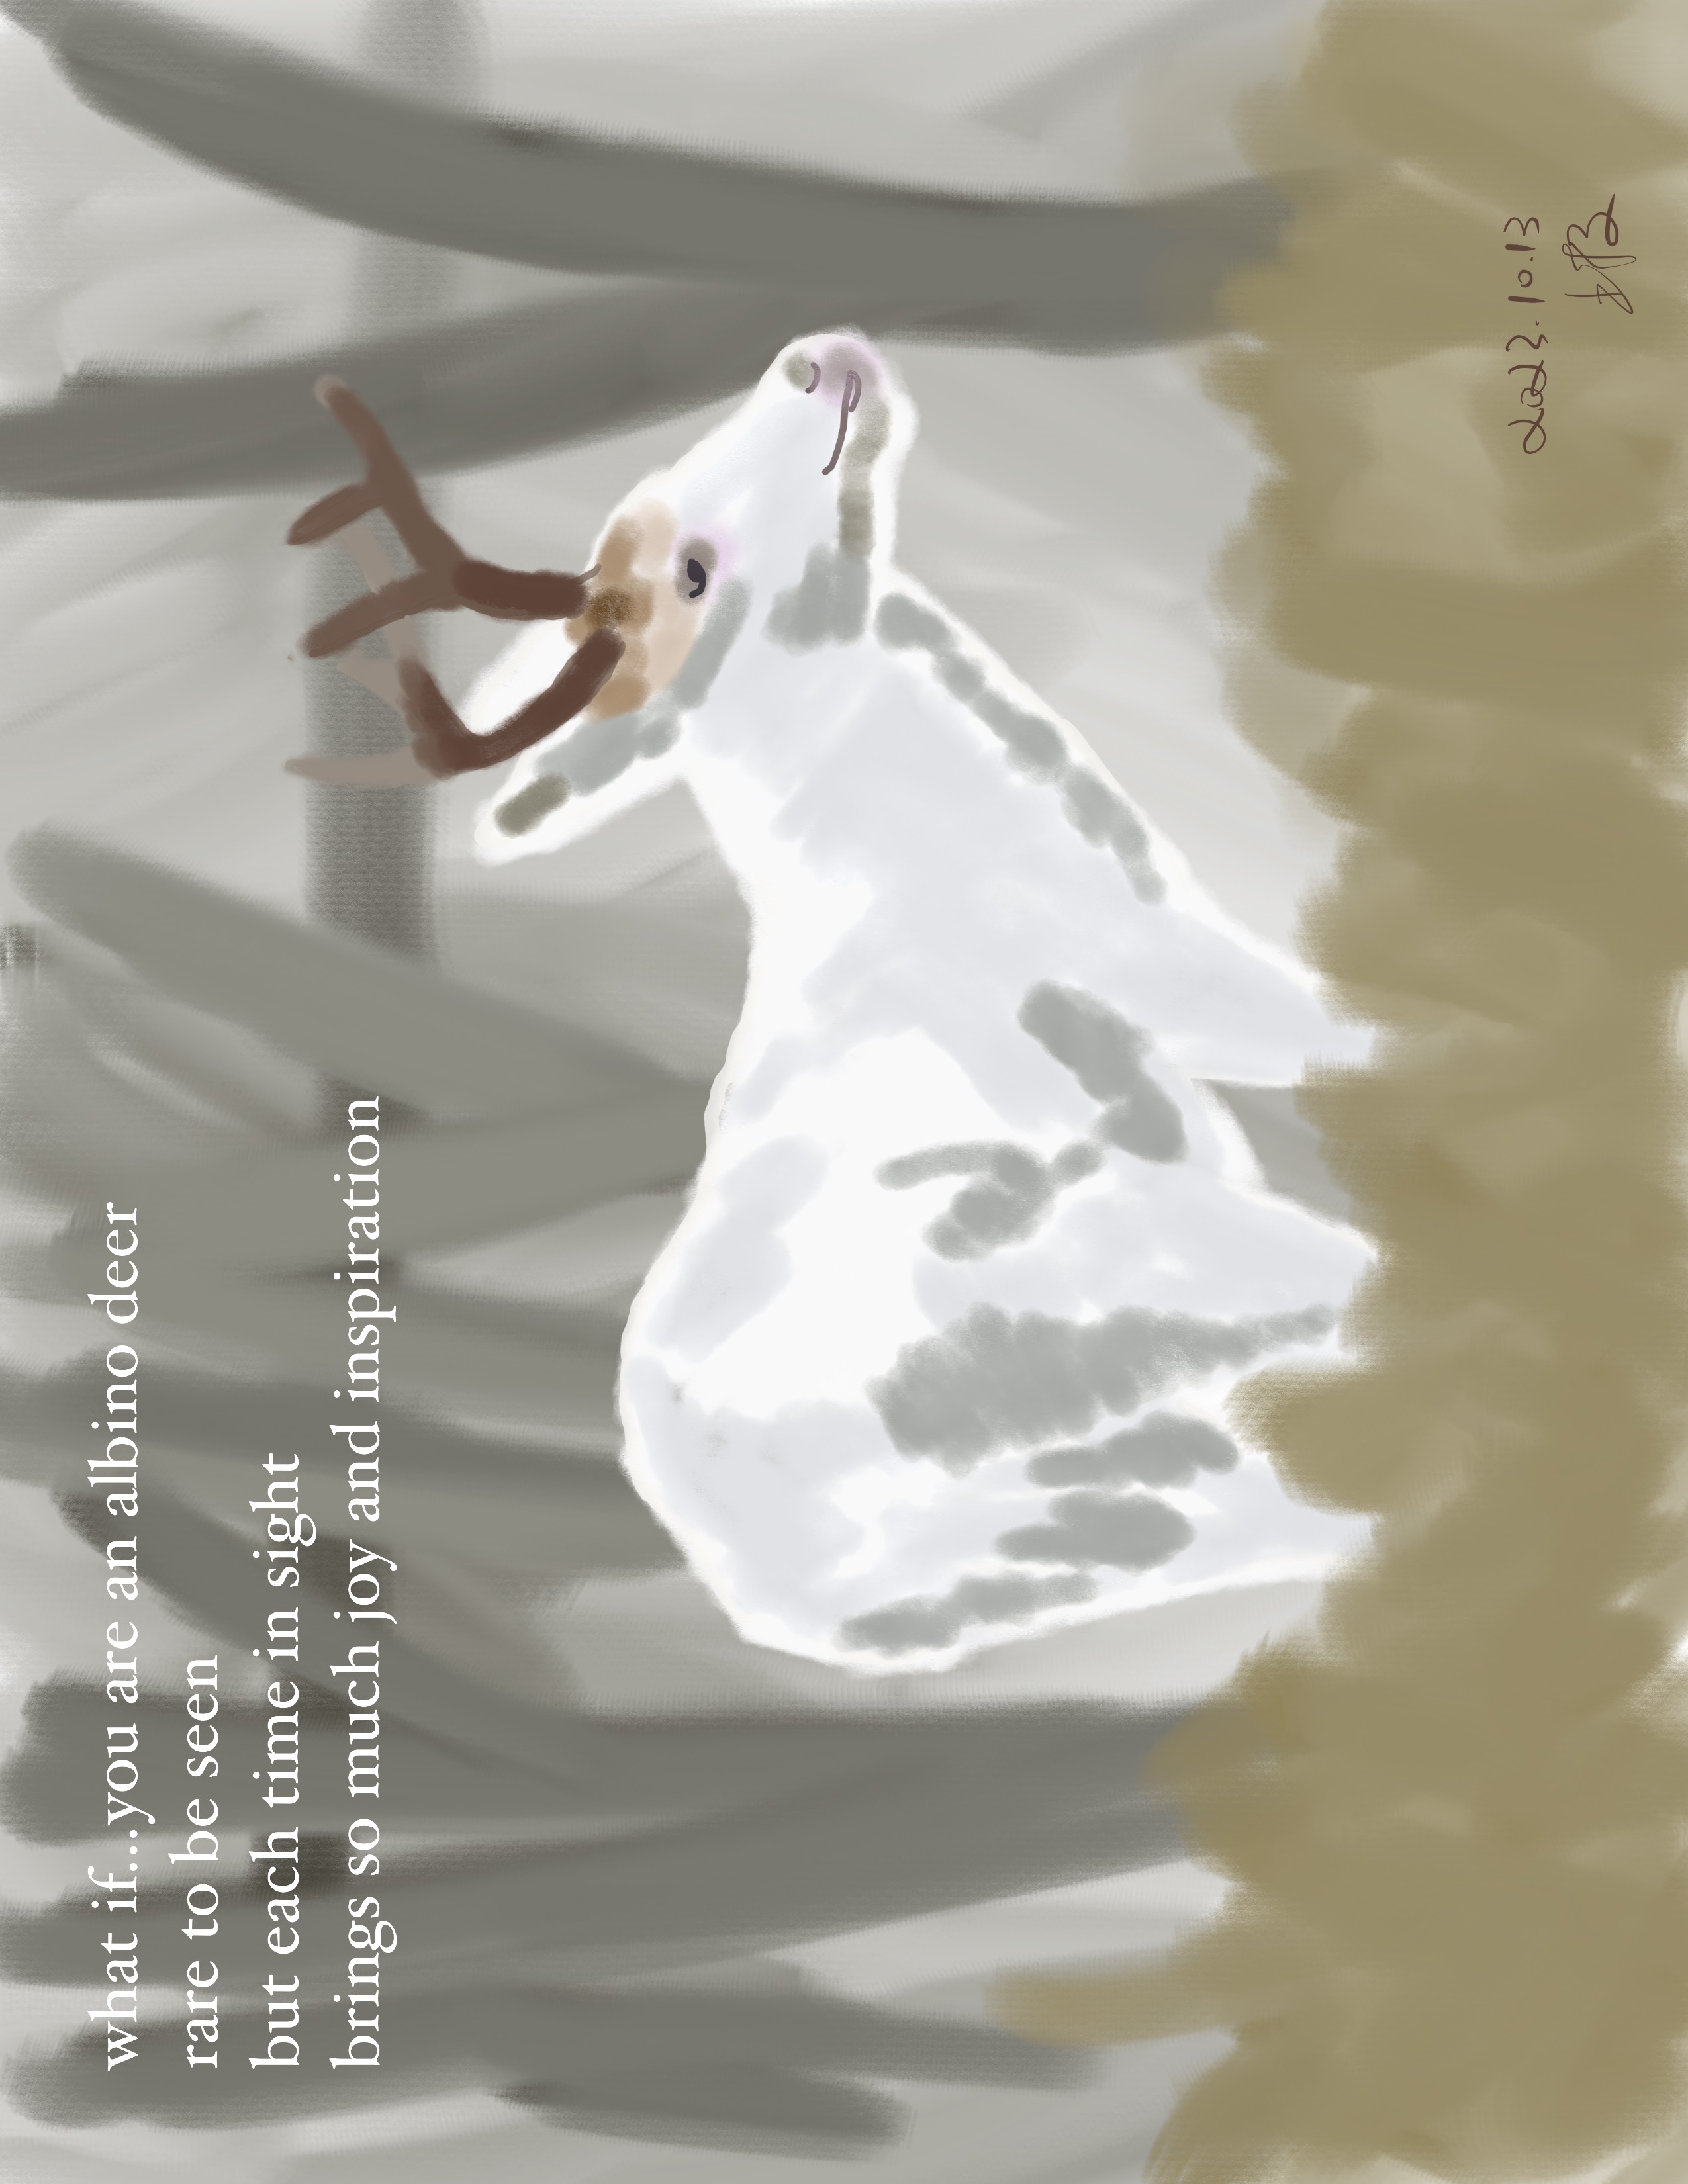 what if...you are an albino deer
rare to be seen
but each time in sight
brings so much joy and inspiration
2023.10.13